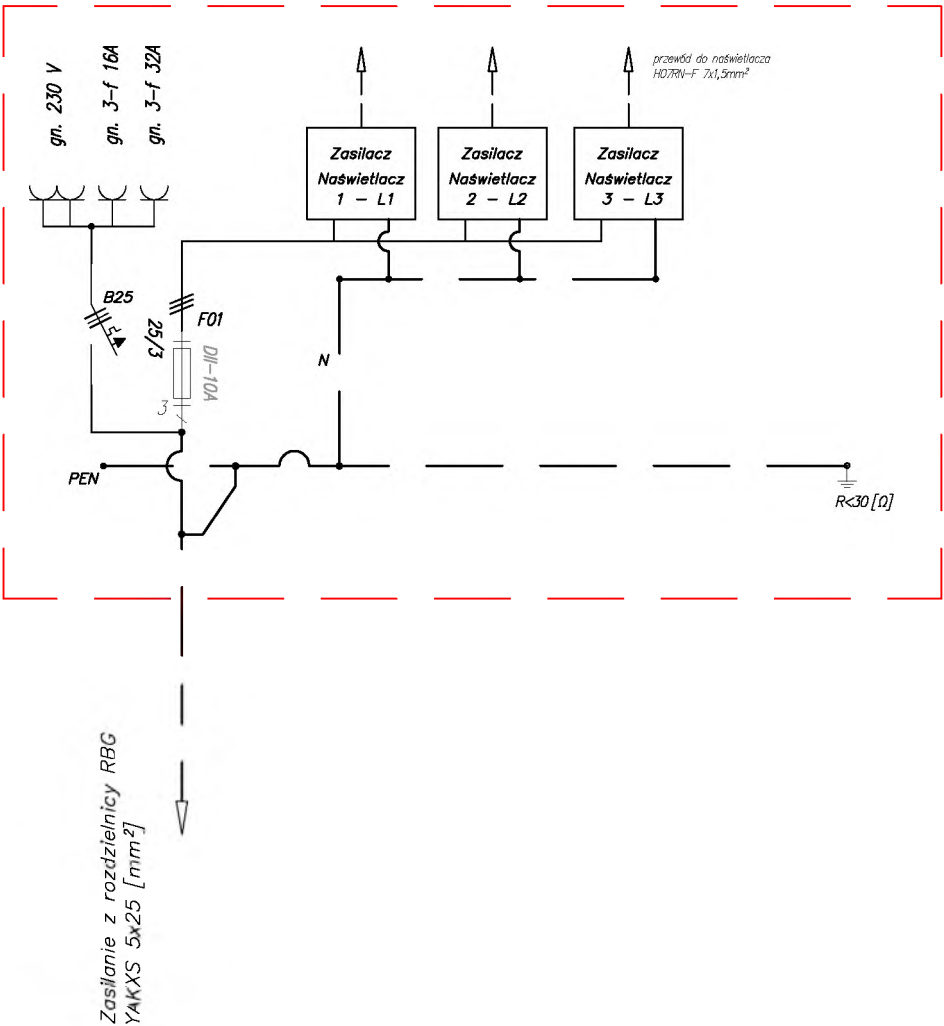 gn. 230 V
gn. 3-f 16A
gn. 3-f 32A
przewód do naświetlacza
H07RN-F 7x1,5mm²
Zasilacz
Naświetlacz
1 - L1
Zasilacz
Naświetlacz
2 - L2
Zasilacz
Naświetlacz
3 - L3
B25
F01
25/3
DII-10A
3
N
PEN
R<30[Ω]
Zasilanie z rozdzielnicy RBG
YAKXS 5x25 [mm²]